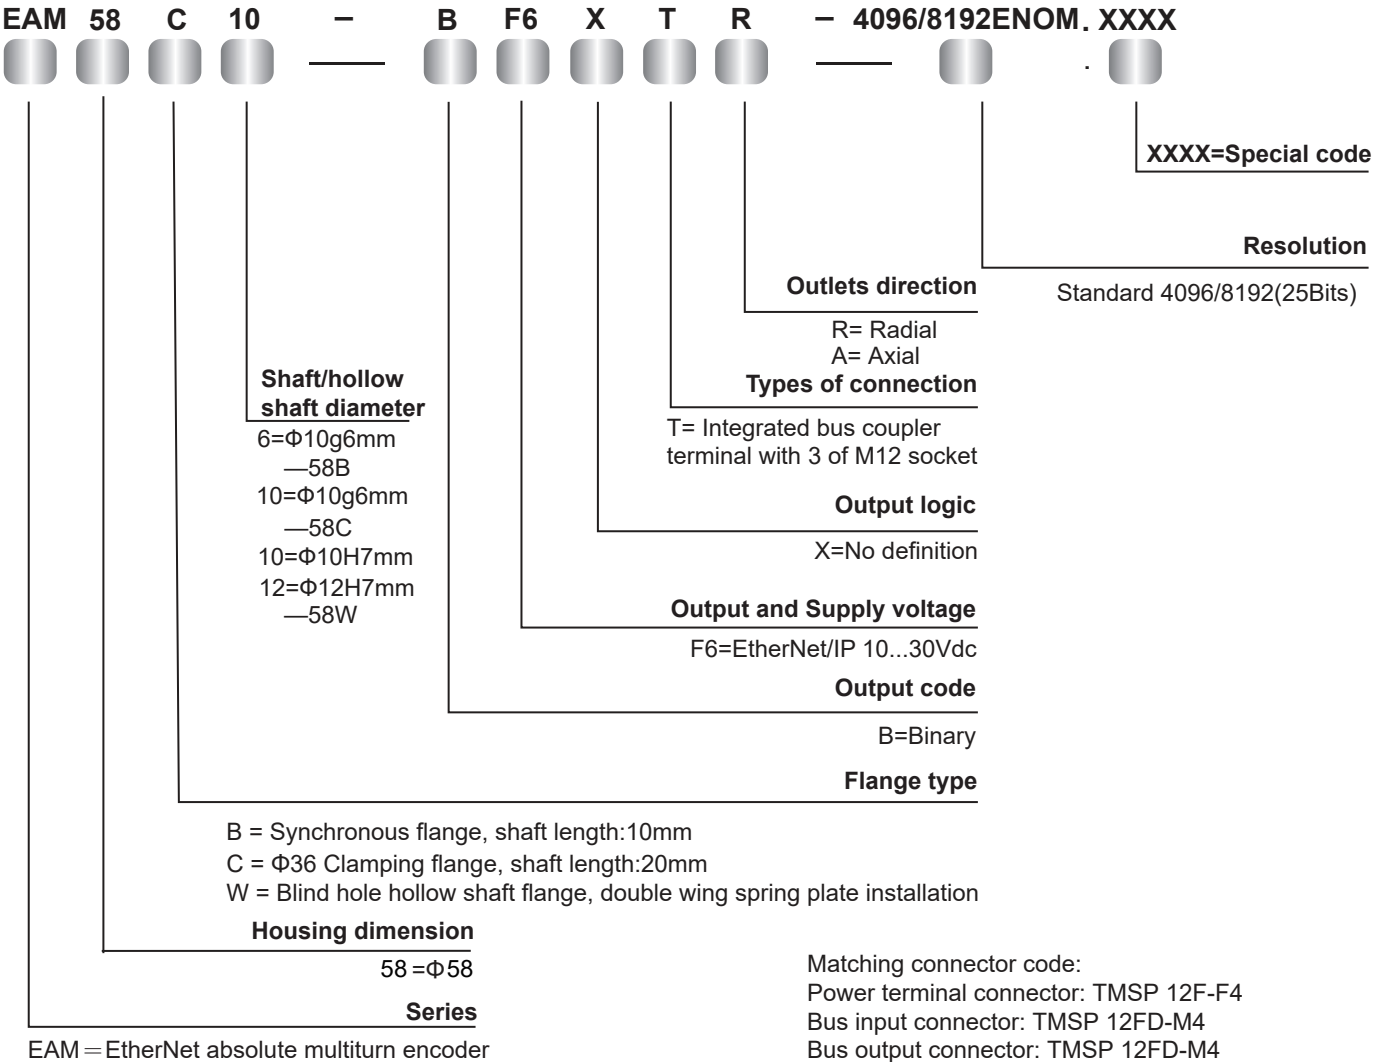 EAM 58 C 10 – B F6 X T R – 4096/8192ENOM. XXXX
.
XXXX=Special code
Resolution
Standard 4096/8192(25Bits)
Outlets direction
R= Radial
A= Axial
Types of connection
T= Integrated bus coupler
terminal with 3 of M12 socket
Shaft/hollow
shaft diameter
6=Φ10g6mm
—58B
10=Φ10g6mm
—58C
10=Φ10H7mm
12=Φ12H7mm
—58W
Output logic
X=No definition
Output and Supply voltage
F6=EtherNet/IP 10...30Vdc
Output code
B=Binary
Flange type
B = Synchronous flange, shaft length:10mm
C = Φ36 Clamping flange, shaft length:20mm
W = Blind hole hollow shaft flange, double wing spring plate installation
Housing dimension
58=Φ58
Series
EAM=EtherNet absolute multiturn encoder
Matching connector code:
Power terminal connector: TMSP 12F-F4
Bus input connector: TMSP 12FD-M4
Bus output connector: TMSP 12FD-M4